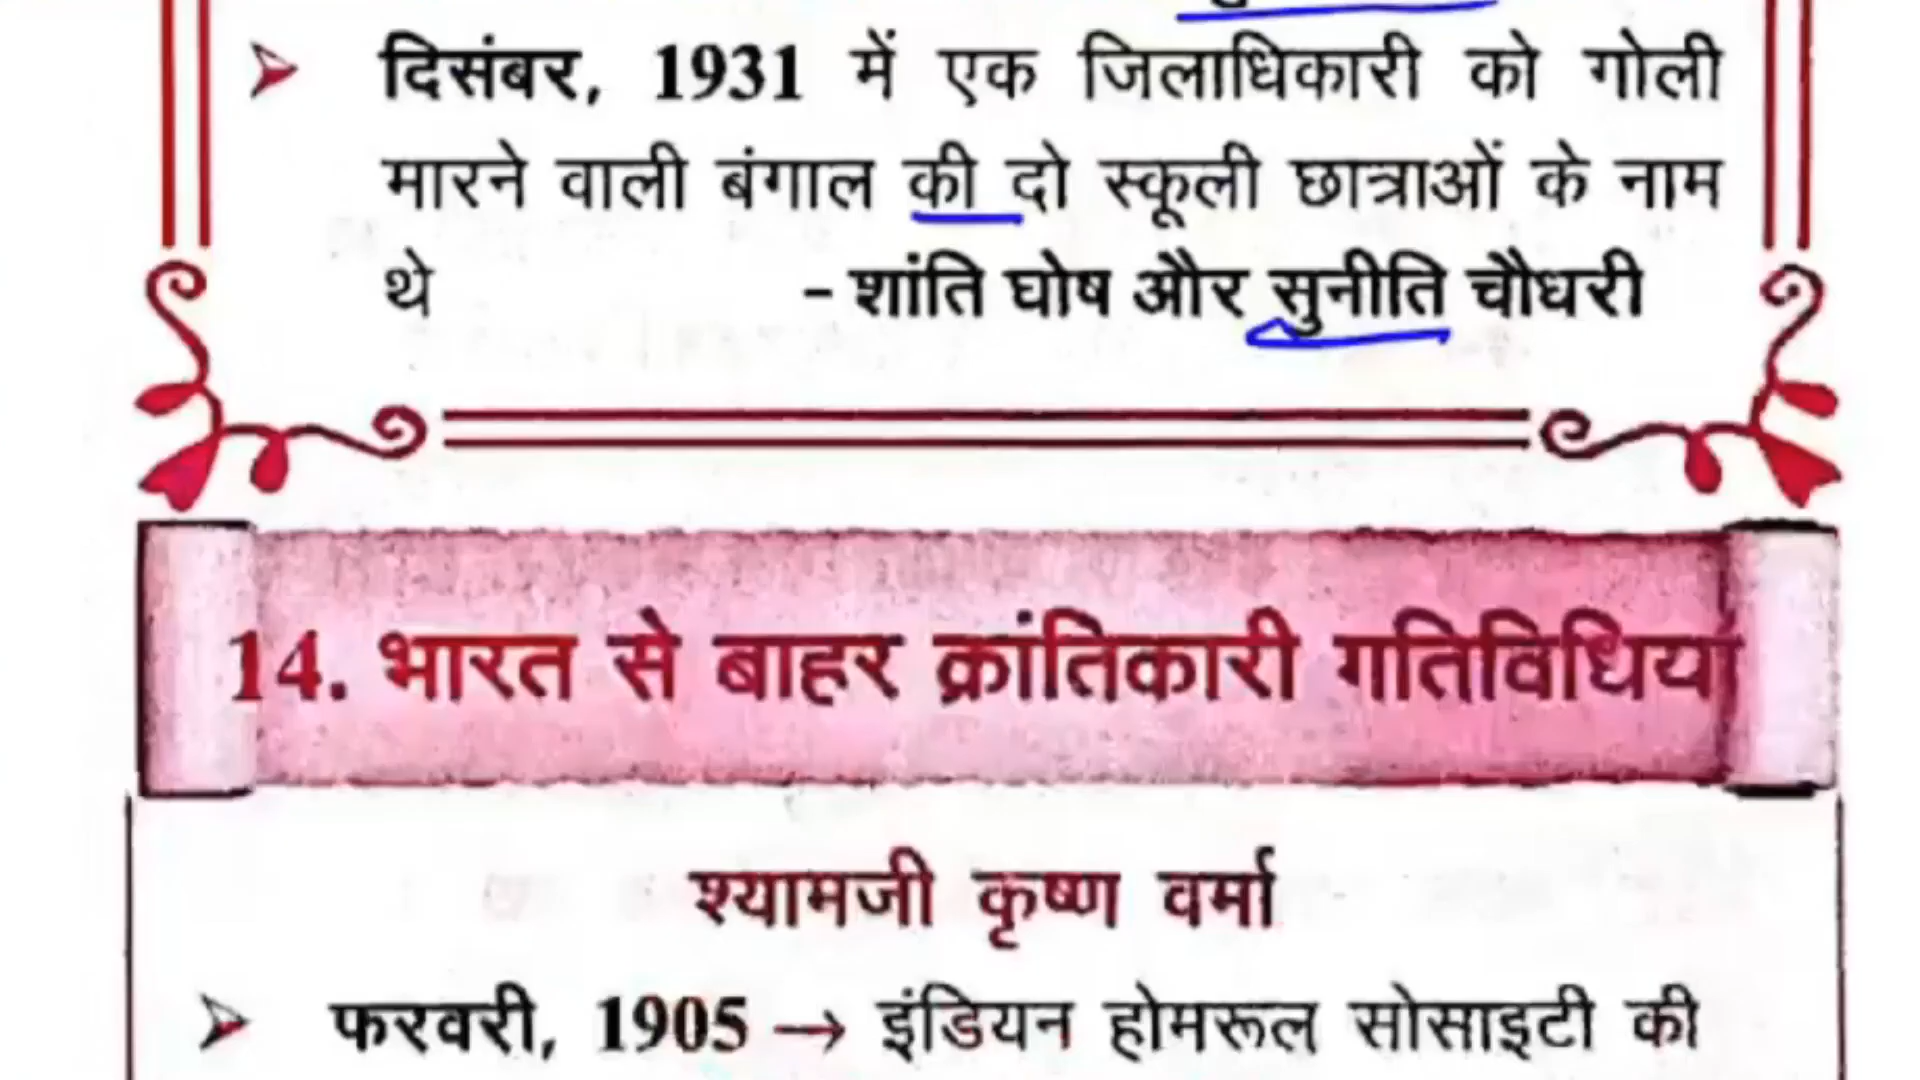 ➢ दिसंबर, 1931 में एक जिलाधिकारी को गोली
मारने वाली बंगाल की दो स्कूली छात्राओं के नाम
थे - शांति घोष और सुनीति चौधरी
14. भारत से बाहर क्रांतिकारी गतिविधियां
श्यामजी कृष्ण वर्मा
➢ फरवरी, 1905 → इंडियन होमरूल सोसाइटी की